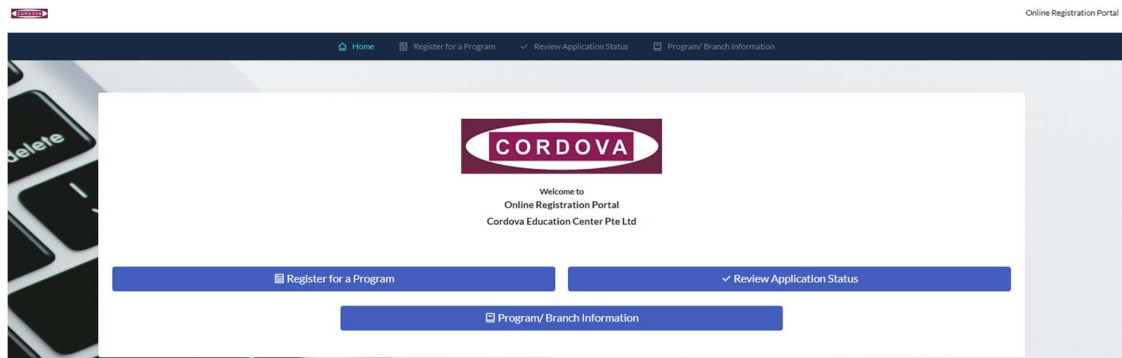 CORDOVA
Online Registration Portal
Home
Register for a Program
Review Application Status
Program/ Branch Information
delete
CORDOVA
Welcome to
Online Registration Portal
Cordova Education Center Pte Ltd
Register for a Program
Review Application Status
Program/ Branch Information